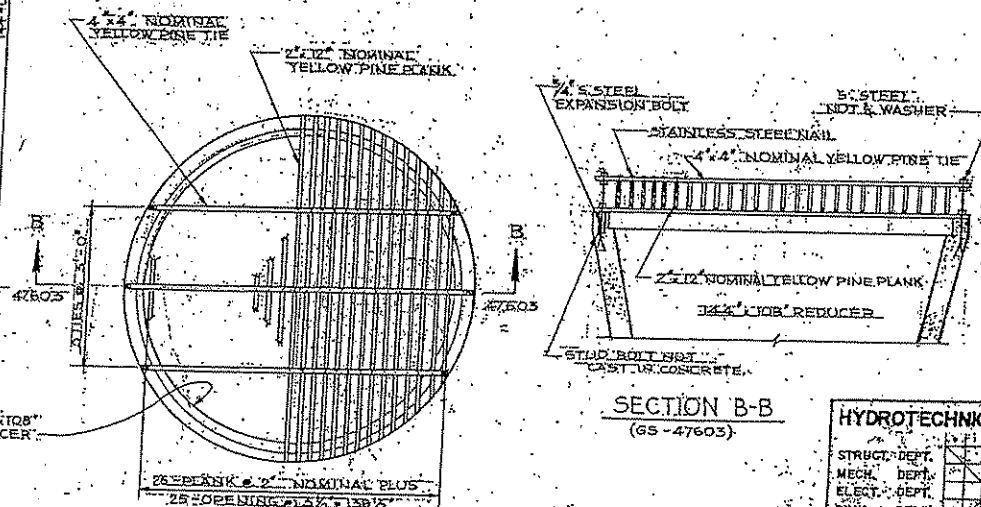 4"x4" NOMINAL
YELLOW PINE TIE
2"x12" NOMINAL
YELLOW PINE PLANK
B
47603
B
47603
25-PLANK @ 2" NOMINAL PLUS
3/4" S. STEEL
EXPANSION BOLT
S. STEEL
NUT & WASHER
STAINLESS STEEL NAIL
4"x4" NOMINAL YELLOW PINE TIE
2"x12" NOMINAL YELLOW PINE PLANK
REDUCER
STUD BOLT NOT
CAST IN CONCRETE.
SECTION B-B
(GS-47603)
HYDROTECHNK
STRUCT. DEPT.
MECH. DEPT.
ELECT. DEPT.